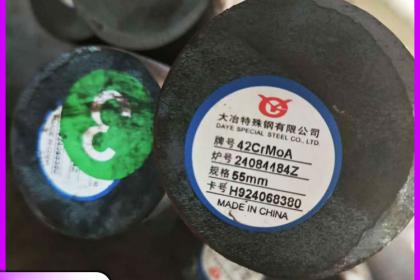 大冶特殊钢有限公司
DAYE SPECIAL STEEL CO., LTD.
牌号 42CrMoA
炉号 24084484Z
规格 55mm
卡号 H924068380
MADE IN CHINA